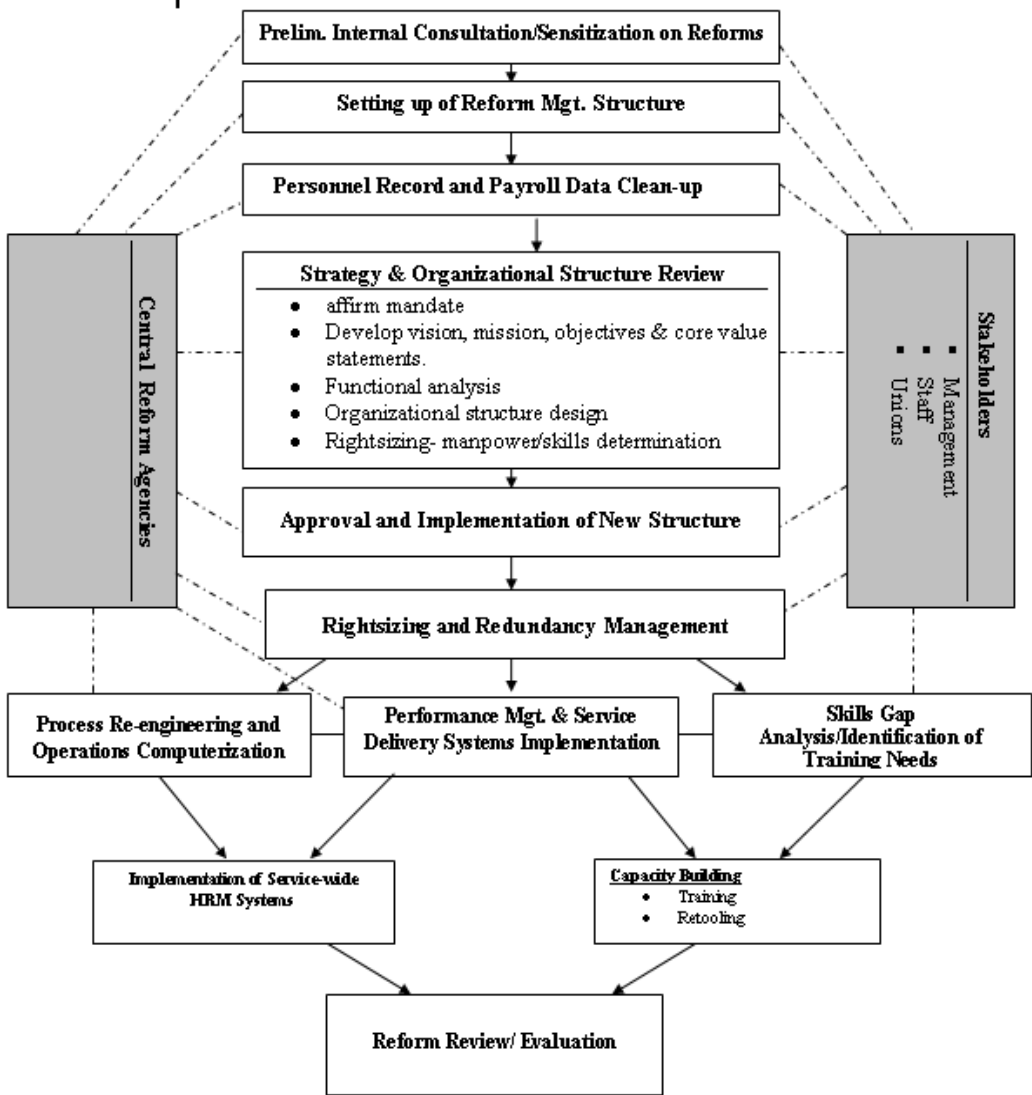 Prelim. Internal Consultation/Sensitization on Reforms
Setting up of Reform Mgt. Structure
Personnel Record and Payroll Data Clean-up
Central Reform Agencies
Strategy & Organizational Structure Review
• affirm mandate
• Develop vision, mission, objectives & core value
statements.
• Functional analysis
• Organizational structure design
• Rightsizing- manpower/skills determination
Stakeholders
▪ Management
▪ Staff
▪ Unions
Approval and Implementation of New Structure
Rightsizing and Redundancy Management
Process Re-engineering and
Operations Computerization
Performance Mgt. & Service
Delivery Systems Implementation
Skills Gap
Analysis/Identification of
Training Needs
Implementation of Service-wide
HRM Systems
Capacity Building
• Training
• Retooling
Reform Review/ Evaluation